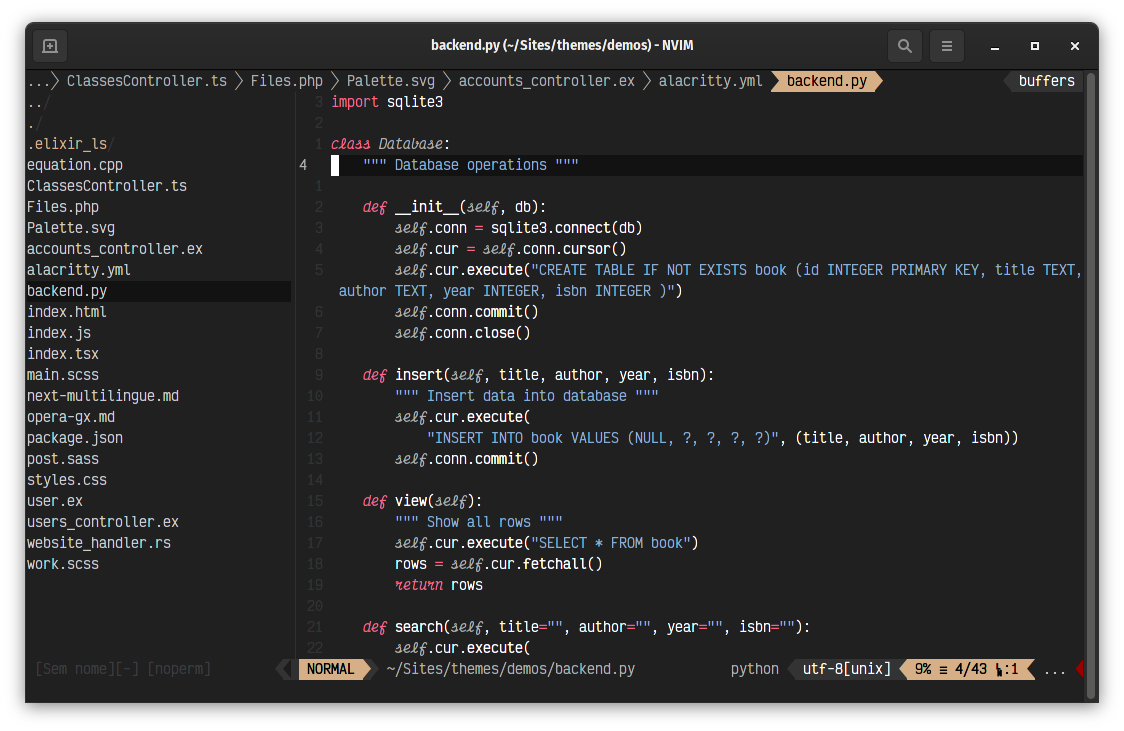 backend.py (~/Sites/themes/demos) - NVIM
... ClassesController.ts Files.php Palette.svg accounts_controller.ex alacritty.yml backend.py buffers
../
./
.elixir_ls/
equation.cpp
ClassesController.ts
Files.php
Palette.svg
accounts_controller.ex
alacritty.yml
backend.py
index.html
index.js
index.tsx
main.scss
next-multilingue.md
opera-gx.md
package.json
post.sass
styles.css
user.ex
users_controller.ex
website_handler.rs
work.scss
[Sem nome][-] [noperm]
3 import sqlite3
2
1 class Database:
4 """ Database operations """
1
2 def __init__(self, db):
3 self.conn = sqlite3.connect(db)
4 self.cur = self.conn.cursor()
5 self.cur.execute("CREATE TABLE IF NOT EXISTS book (id INTEGER PRIMARY KEY, title TEXT,
author TEXT, year INTEGER, isbn INTEGER )")
6 self.conn.commit()
7 self.conn.close()
8
9 def insert(self, title, author, year, isbn):
10 """ Insert data into database """
11 self.cur.execute(
12 "INSERT INTO book VALUES (NULL, ?, ?, ?, ?)", (title, author, year, isbn))
13 self.conn.commit()
14
15 def view(self):
16 """ Show all rows """
17 self.cur.execute("SELECT * FROM book")
18 rows = self.cur.fetchall()
19 return rows
20
21 def search(self, title="", author="", year="", isbn=""):
22 self.cur.execute(
NORMAL ~/Sites/themes/demos/backend.py python utf-8[unix] 9% ≡ 4/43 :1 ...